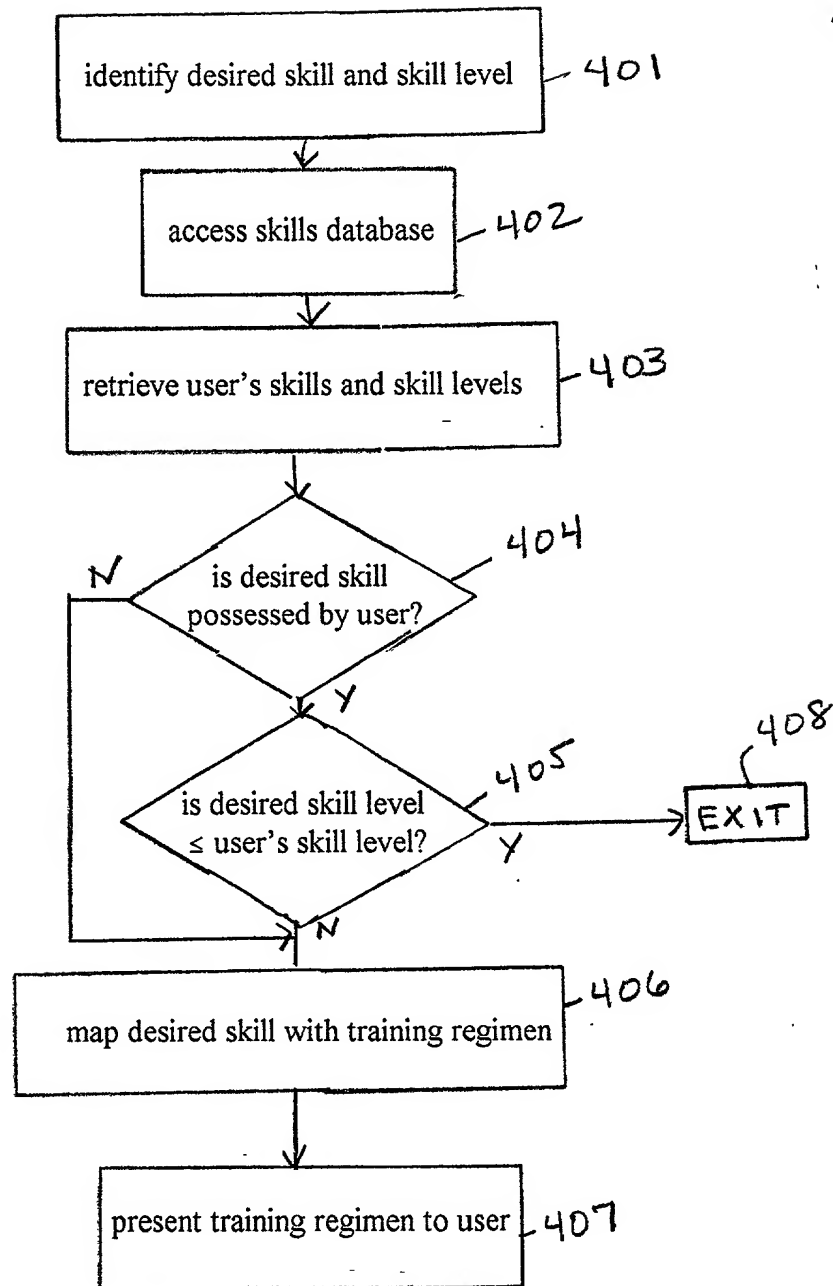 identify desired skill and skill level
401
access skills database
402
retrieve user's skills and skill levels
403
is desired skill
possessed by user?
404
N
Y
is desired skill level
≤ user's skill level?
405
Y
408
EXIT
N
map desired skill with training regimen
406
present training regimen to user
407